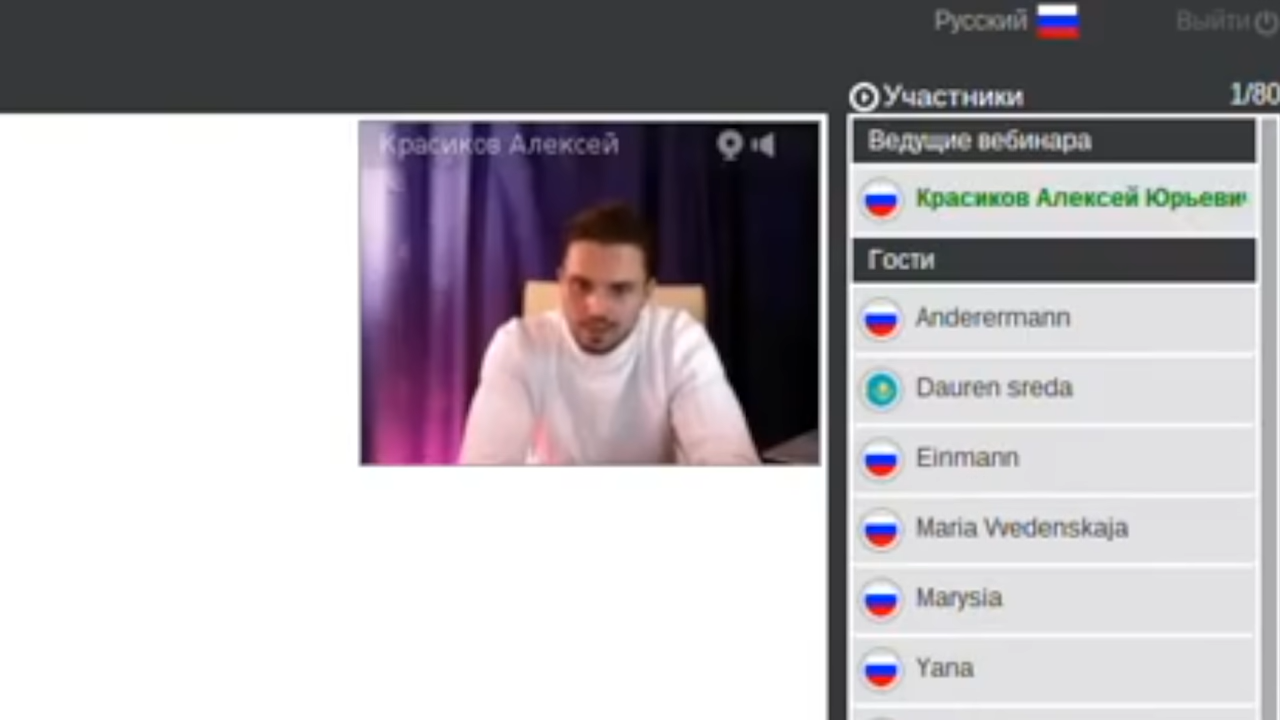 Русский
Выйти
Участники 1/80
Ведущие вебинара
Красиков Алексей
Красиков Алексей Юрьеви
Гости
Anderermann
Dauren sreda
Einmann
Maria Vvedenskaja
Marysia
Yana